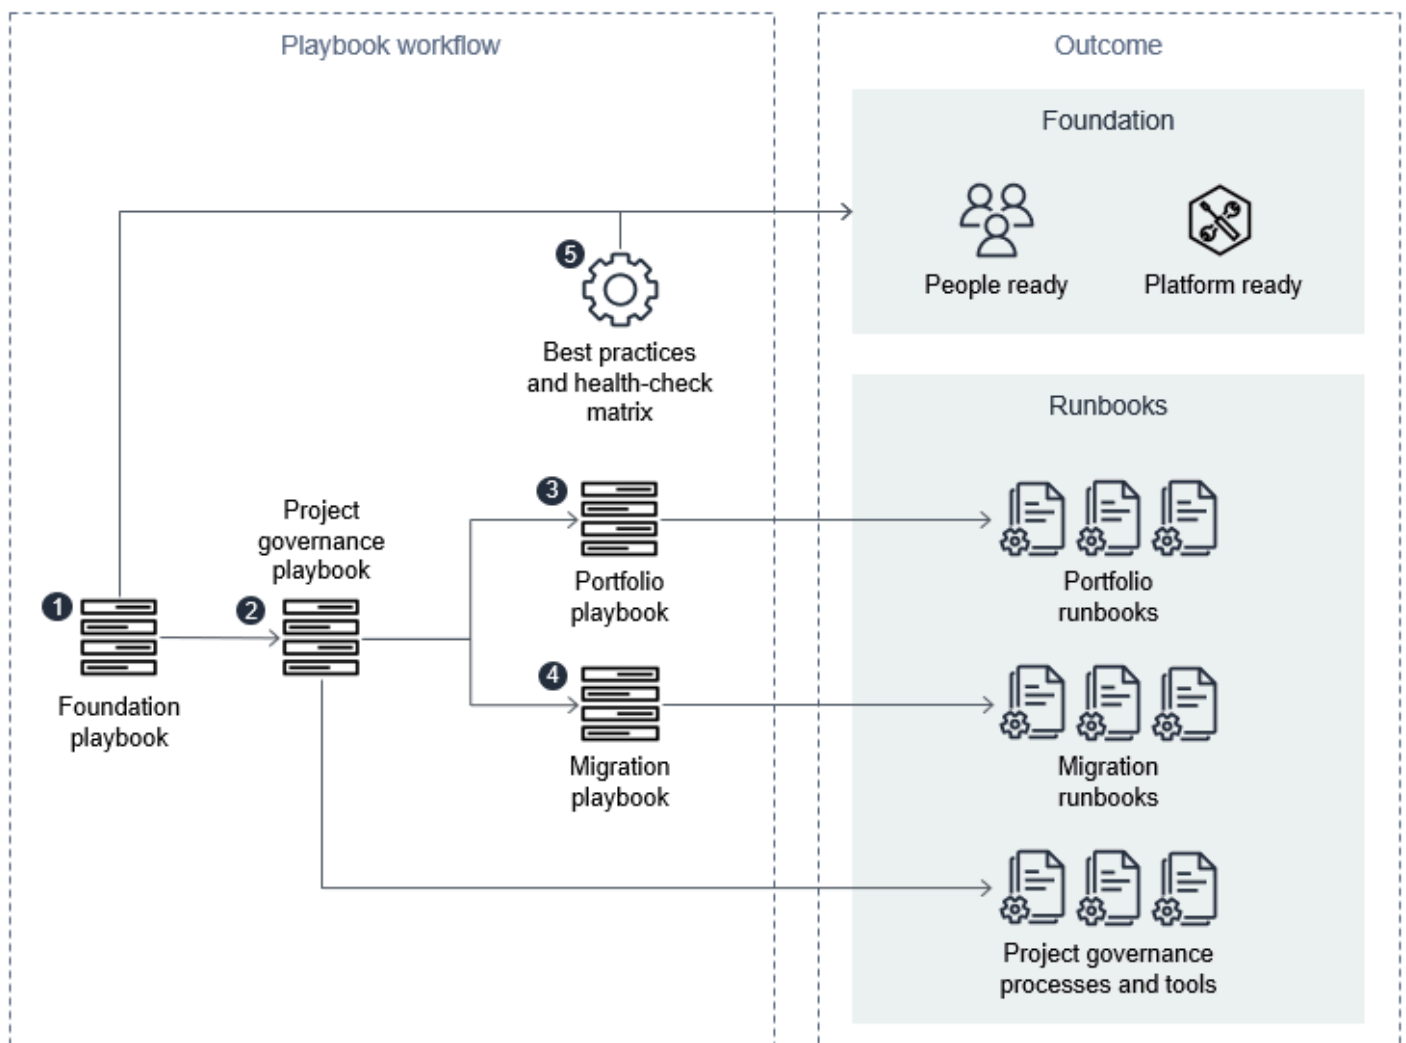 Playbook workflow
Outcome
Foundation
People ready
Platform ready
5
Best practices
and health-check
matrix
Runbooks
Project
governance
playbook
3
Portfolio
playbook
Portfolio
runbooks
1
2
Foundation
playbook
4
Migration
playbook
Migration
runbooks
Project governance
processes and tools